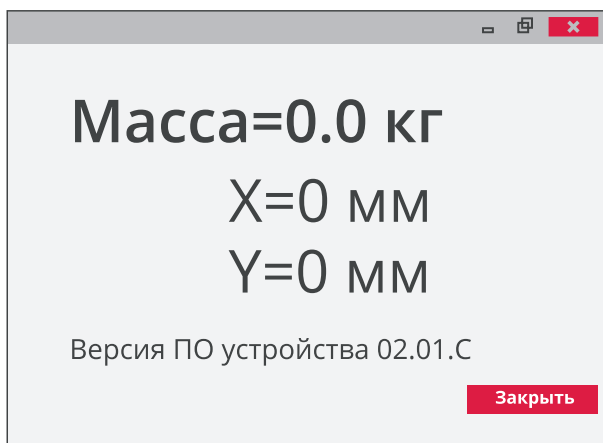 Масса=0.0 кг
X=0 мм
Y=0 мм
Версия ПО устройства 02.01.С
Закрыть